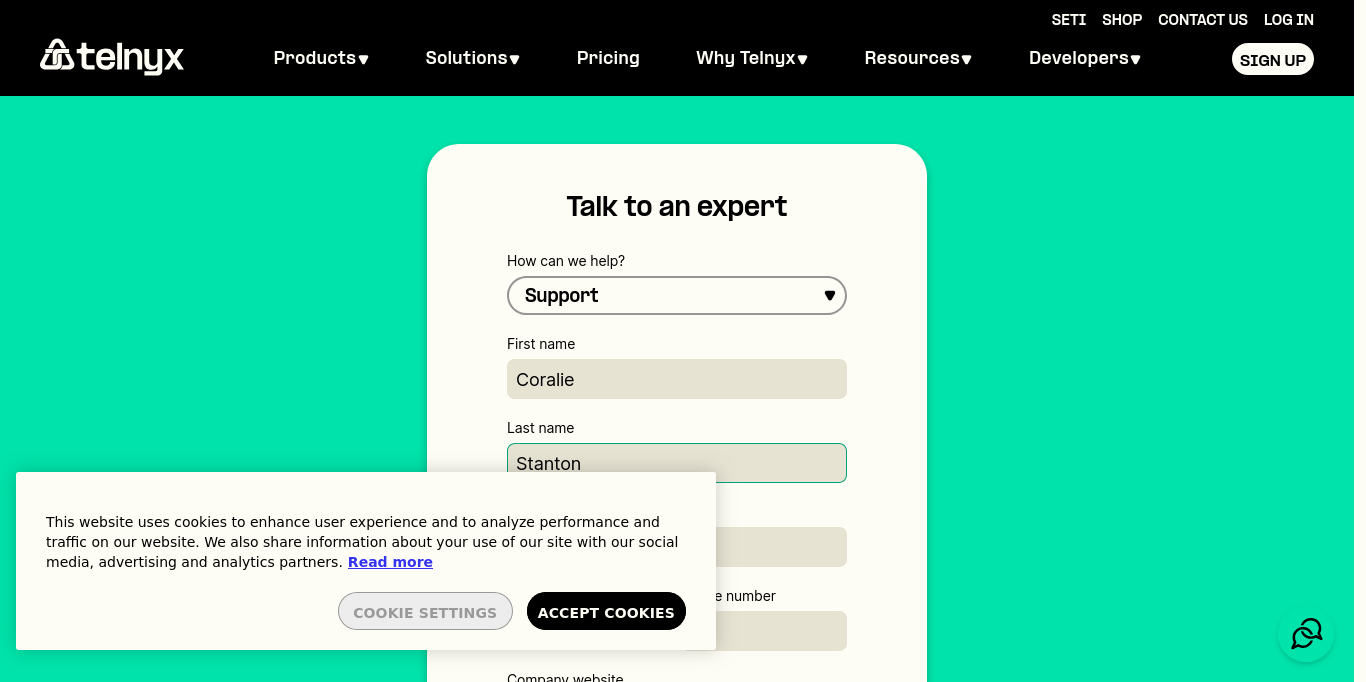 SETI SHOP CONTACT US LOG IN
telnyx Products Solutions Pricing Why Telnyx Resources Developers SIGN UP
Talk to an expert
How can we help?
Support
First name
Coralie
Last name
Stanton
This website uses cookies to enhance user experience and to analyze performance and
traffic on our website. We also share information about your use of our site with our social
media, advertising and analytics partners. Read more
COOKIE SETTINGS ACCEPT COOKIES
number
Company website